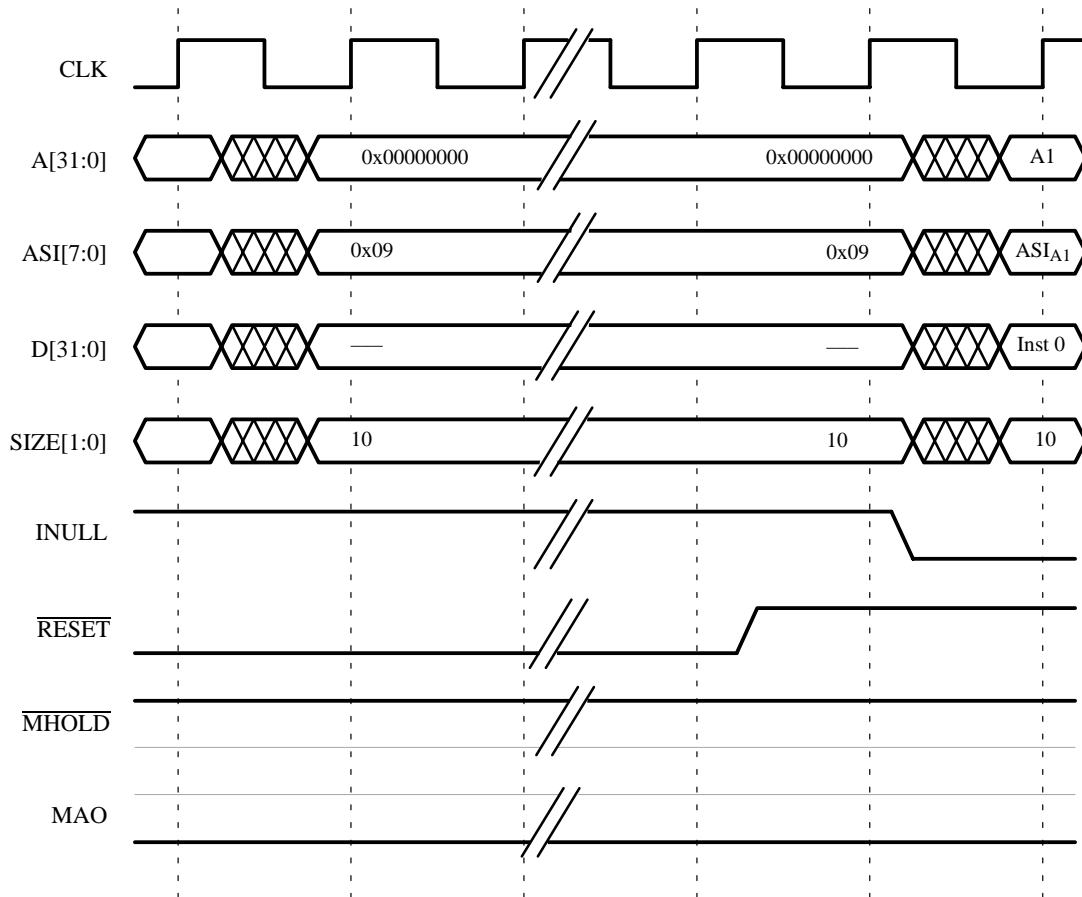 CLK
A[31:0] 0x00000000 0x00000000 A1
ASI[7:0] 0x09 0x09 ASI_A1
D[31:0] — — Inst 0
SIZE[1:0] 10 10 10
INULL
RESET
MHOLD
MAO